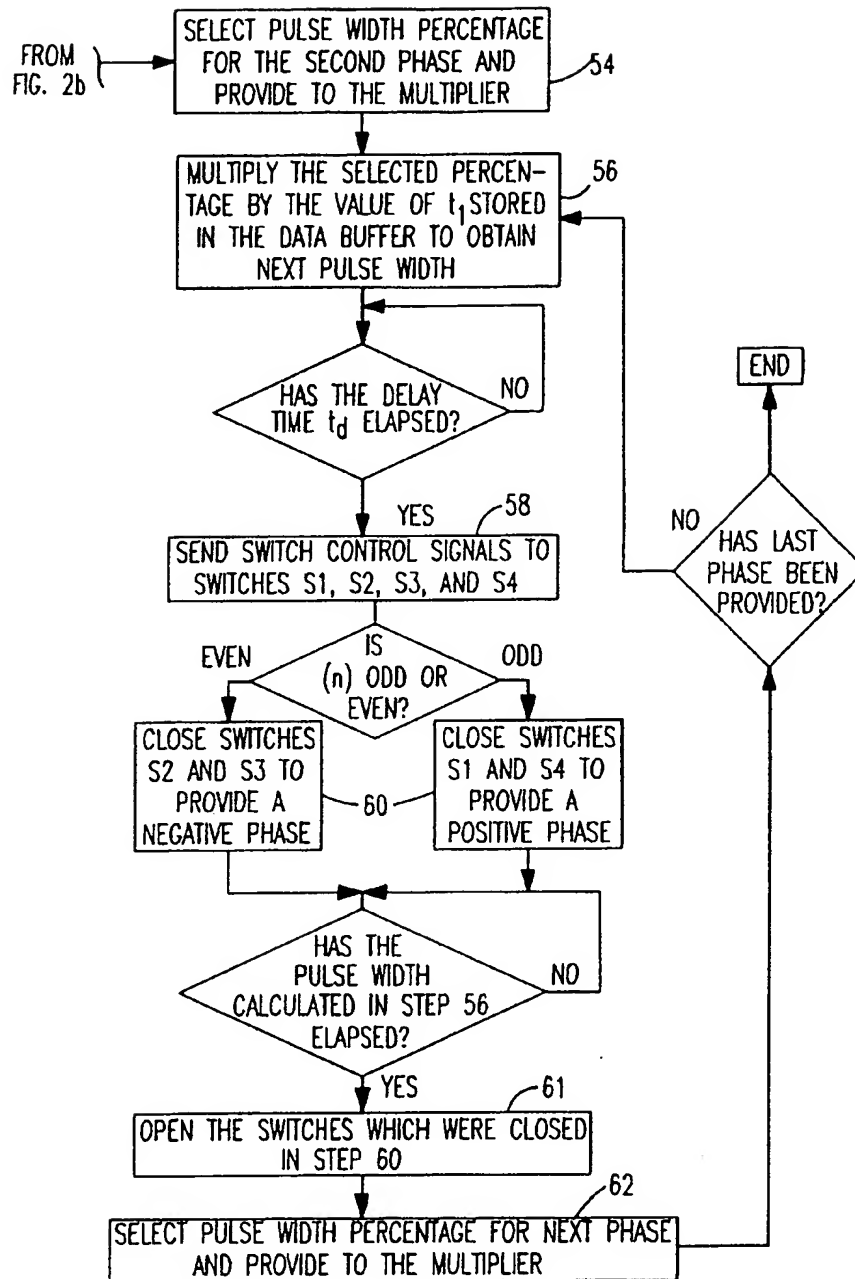 FROM
FIG. 2b
SELECT PULSE WIDTH PERCENTAGE
FOR THE SECOND PHASE AND
PROVIDE TO THE MULTIPLIER
54
MULTIPLY THE SELECTED PERCEN-
TAGE BY THE VALUE OF t1 STORED
IN THE DATA BUFFER TO OBTAIN
NEXT PULSE WIDTH
56
HAS THE DELAY
TIME td ELAPSED?
NO
YES
58
SEND SWITCH CONTROL SIGNALS TO
SWITCHES S1, S2, S3, AND S4
IS
(n) ODD OR
EVEN?
EVEN
ODD
CLOSE SWITCHES
S2 AND S3 TO
PROVIDE A
NEGATIVE PHASE
60
CLOSE SWITCHES
S1 AND S4 TO
PROVIDE A
POSITIVE PHASE
HAS THE
PULSE WIDTH
CALCULATED IN STEP 56
ELAPSED?
NO
YES
61
OPEN THE SWITCHES WHICH WERE CLOSED
IN STEP 60
62
SELECT PULSE WIDTH PERCENTAGE FOR NEXT PHASE
AND PROVIDE TO THE MULTIPLIER
HAS LAST
PHASE BEEN
PROVIDED?
NO
END